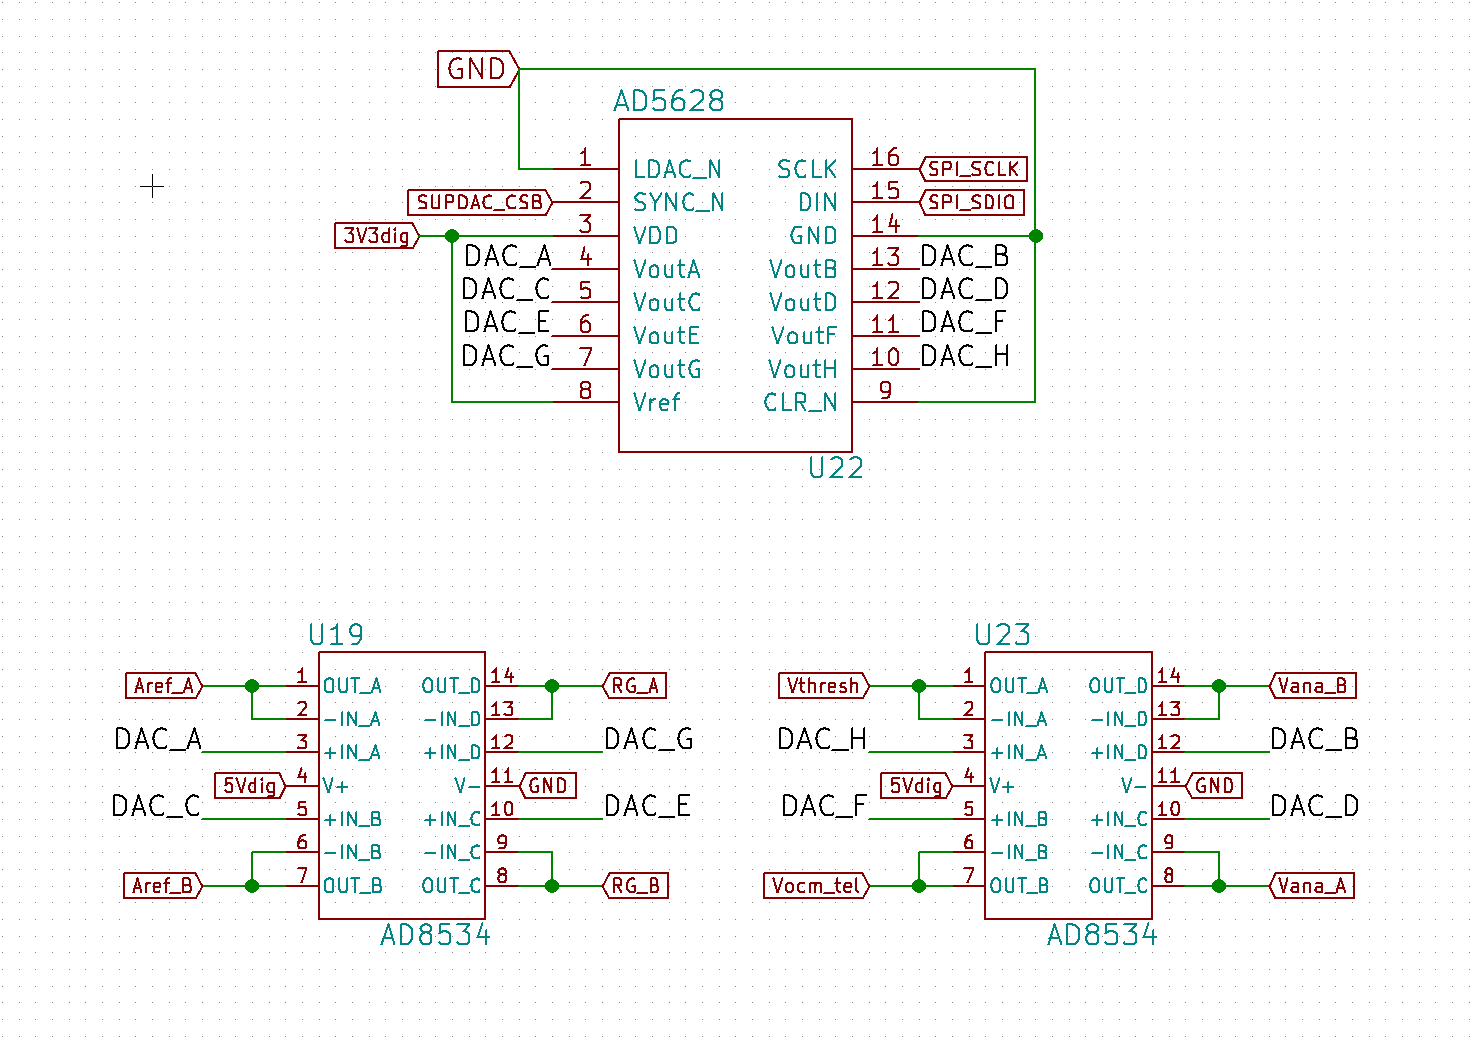 GND
AD5628
1 LDAC_N SCLK 16 SPI_SCLK
SUPDAC_CSB 2 SYNC_N DIN 15 SPI_SDIO
3V3dig 3 VDD GND 14
DAC_A 4 VoutA VoutB 13 DAC_B
DAC_C 5 VoutC VoutD 12 DAC_D
DAC_E 6 VoutE VoutF 11 DAC_F
DAC_G 7 VoutG VoutH 10 DAC_H
8 Vref CLR_N 9
U22
U19
Aref_A 1 OUT_A OUT_D 14 RG_A
2 -IN_A -IN_D 13
DAC_A 3 +IN_A +IN_D 12 DAC_G
5Vdig 4 V+ V- 11 GND
DAC_C 5 +IN_B +IN_C 10 DAC_E
6 -IN_B -IN_C 9
Aref_B 7 OUT_B OUT_C 8 RG_B
AD8534
U23
Vthresh 1 OUT_A OUT_D 14 Vana_B
2 -IN_A -IN_D 13
DAC_H 3 +IN_A +IN_D 12 DAC_B
5Vdig 4 V+ V- 11 GND
DAC_F 5 +IN_B +IN_C 10 DAC_D
6 -IN_B -IN_C 9
Vocm_tel 7 OUT_B OUT_C 8 Vana_A
AD8534